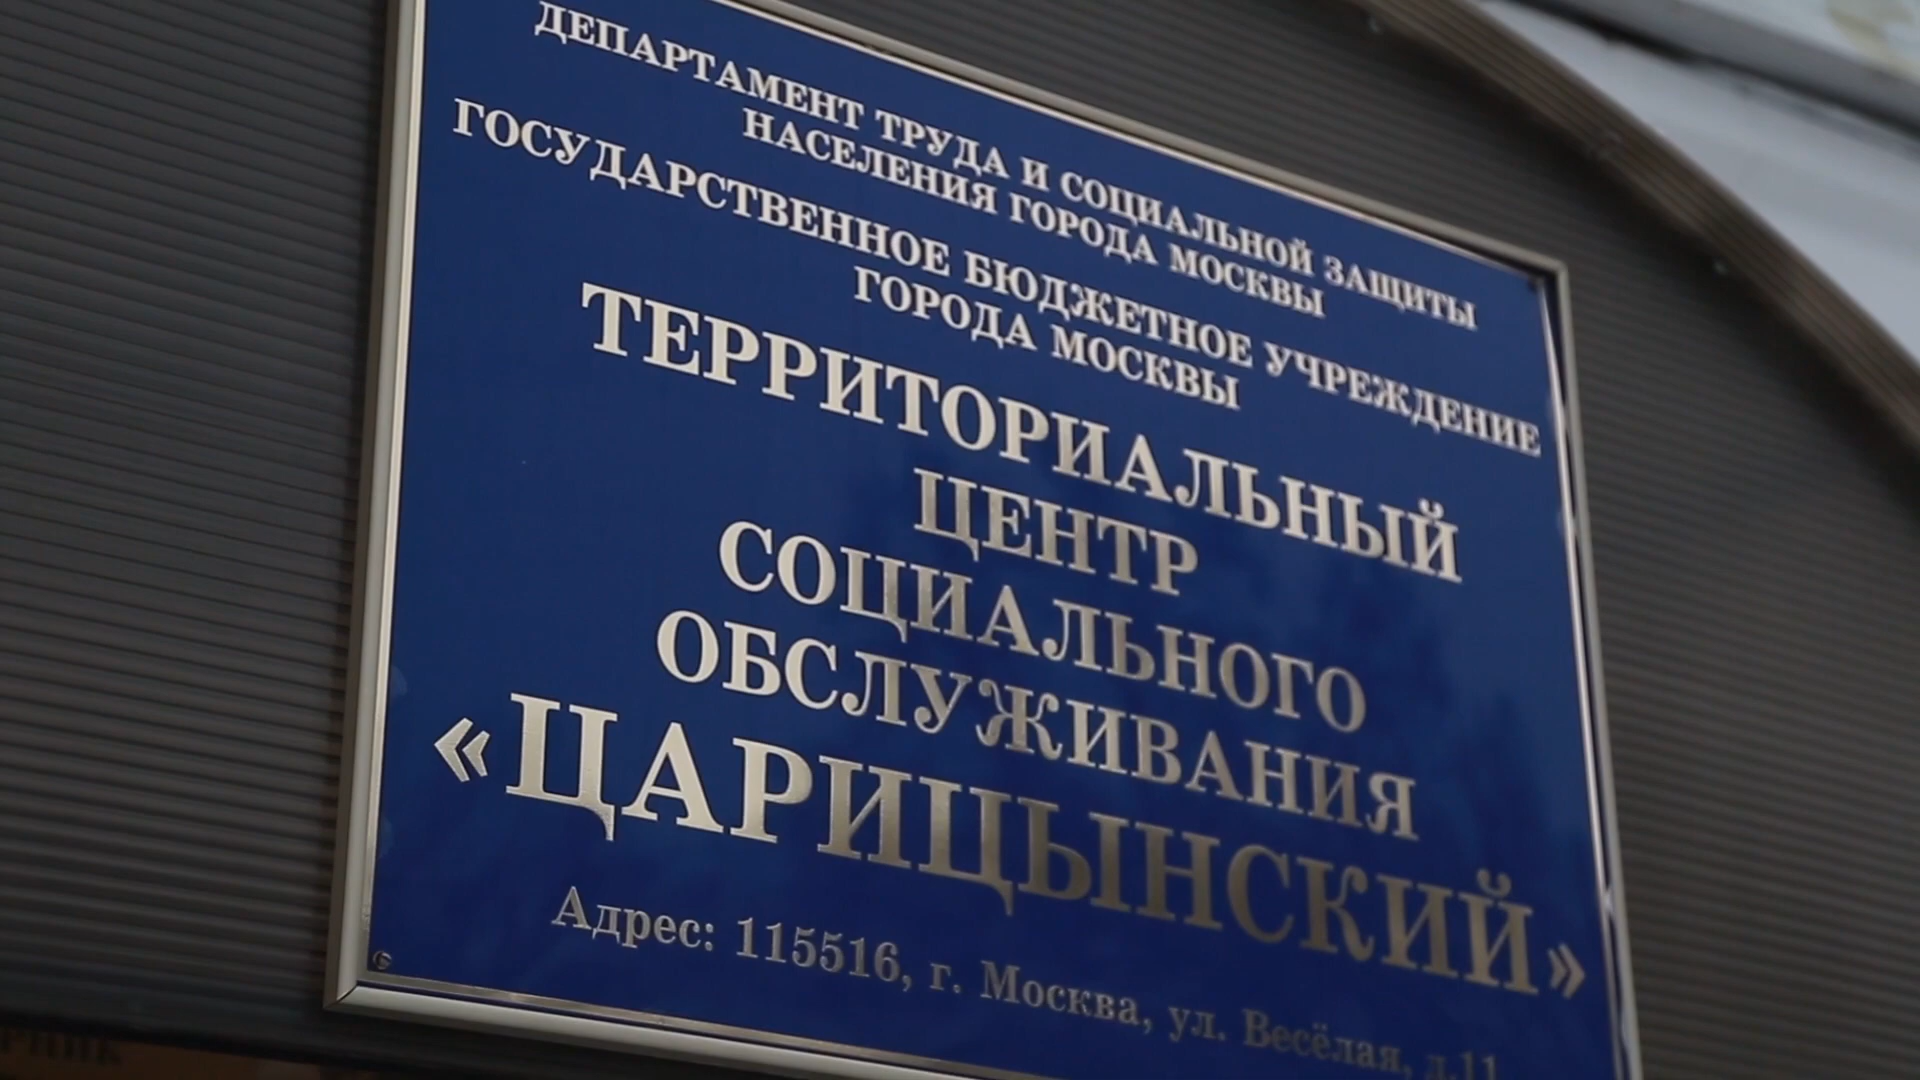 ДЕПАРТАМЕНТ ТРУДА И СОЦИАЛЬНОЙ ЗАЩИТЫ
НАСЕЛЕНИЯ ГОРОДА МОСКВЫ
ГОСУДАРСТВЕННОЕ БЮДЖЕТНОЕ УЧРЕЖДЕНИЕ
ГОРОДА МОСКВЫ
ТЕРРИТОРИАЛЬНЫЙ
ЦЕНТР
СОЦИАЛЬНОГО
ОБСЛУЖИВАНИЯ
«ЦАРИЦЫНСКИЙ»
Адрес: 115516, г. Москва, ул. Весёлая, д.11